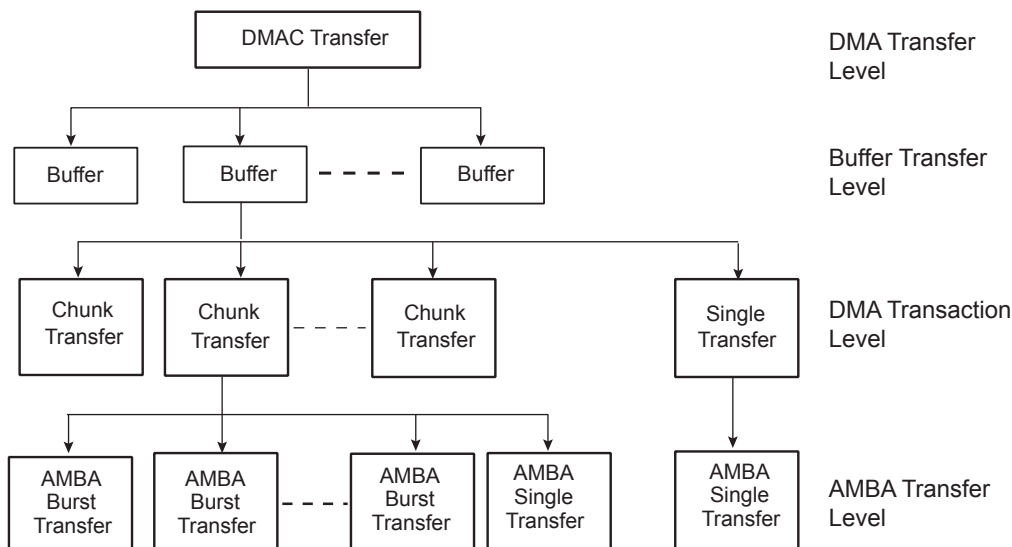 DMAC Transfer
DMA Transfer
Level
Buffer
Buffer
Buffer
Buffer Transfer
Level
Chunk
Transfer
Chunk
Transfer
Chunk
Transfer
Single
Transfer
DMA Transaction
Level
AMBA
Burst
Transfer
AMBA
Burst
Transfer
AMBA
Burst
Transfer
AMBA
Single
Transfer
AMBA
Single
Transfer
AMBA Transfer
Level